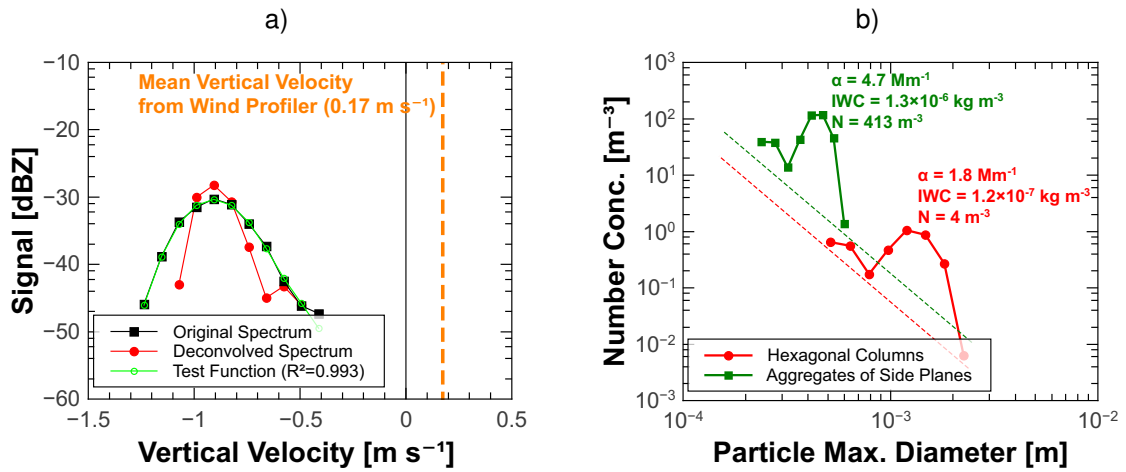 a)
Mean Vertical Velocity
from Wind Profiler (0.17 m s⁻¹)
Signal [dBZ]
−10
−20
−30
−40
−50
−60
Original Spectrum
Deconvolved Spectrum
Test Function (R²=0.993)
−1.5
−1
−0.5
0
0.5
Vertical Velocity [m s⁻¹]
b)
α = 4.7 Mm⁻¹
IWC = 1.3×10⁻⁶ kg m⁻³
N = 413 m⁻³
α = 1.8 Mm⁻¹
IWC = 1.2×10⁻⁷ kg m⁻³
N = 4 m⁻³
Number Conc. [m⁻³]
10³
10²
10¹
10⁰
10⁻¹
10⁻²
10⁻³
Hexagonal Columns
Aggregates of Side Planes
10⁻⁴
10⁻³
10⁻²
Particle Max. Diameter [m]